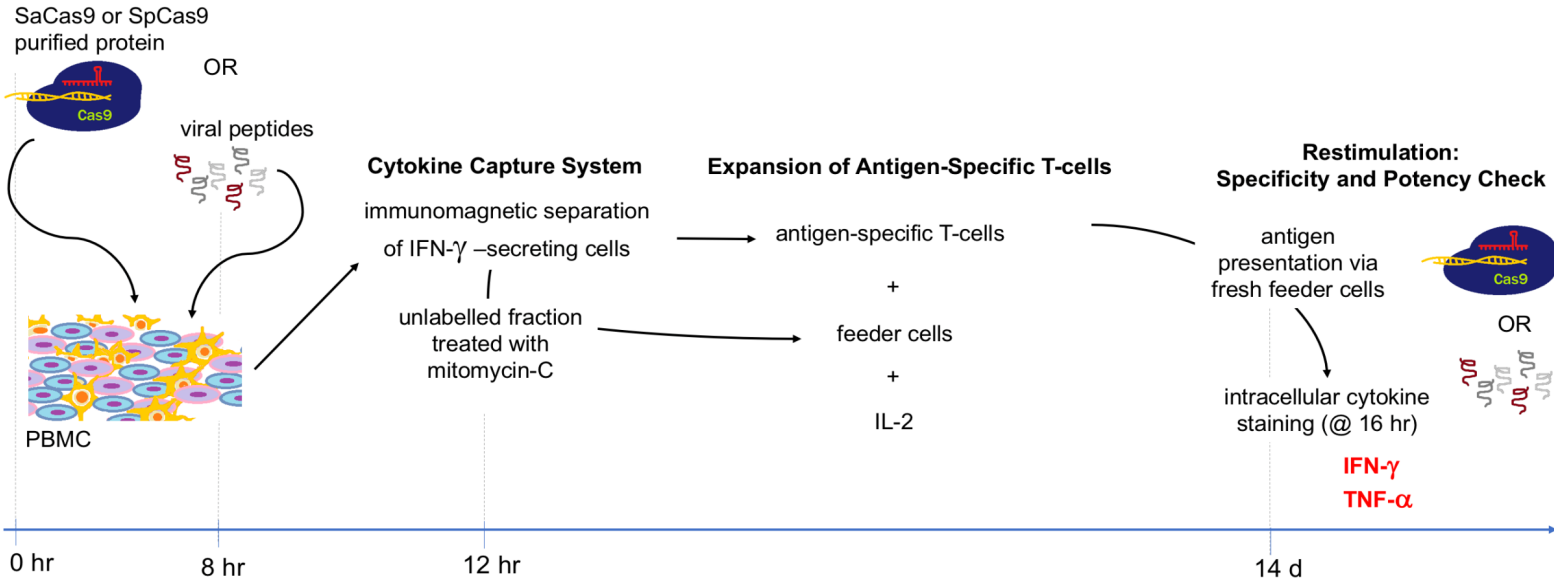 SaCas9 or SpCas9
purified protein
OR
Cas9
viral peptides
PBMC
Cytokine Capture System
immunomagnetic separation
of IFN-γ –secreting cells
unlabelled fraction
treated with
mitomycin-C
Expansion of Antigen-Specific T-cells
antigen-specific T-cells
+
feeder cells
+
IL-2
Restimulation:
Specificity and Potency Check
antigen
presentation via
fresh feeder cells
Cas9
OR
intracellular cytokine
staining (@ 16 hr)
IFN-γ
TNF-α
0 hr
8 hr
12 hr
14 d